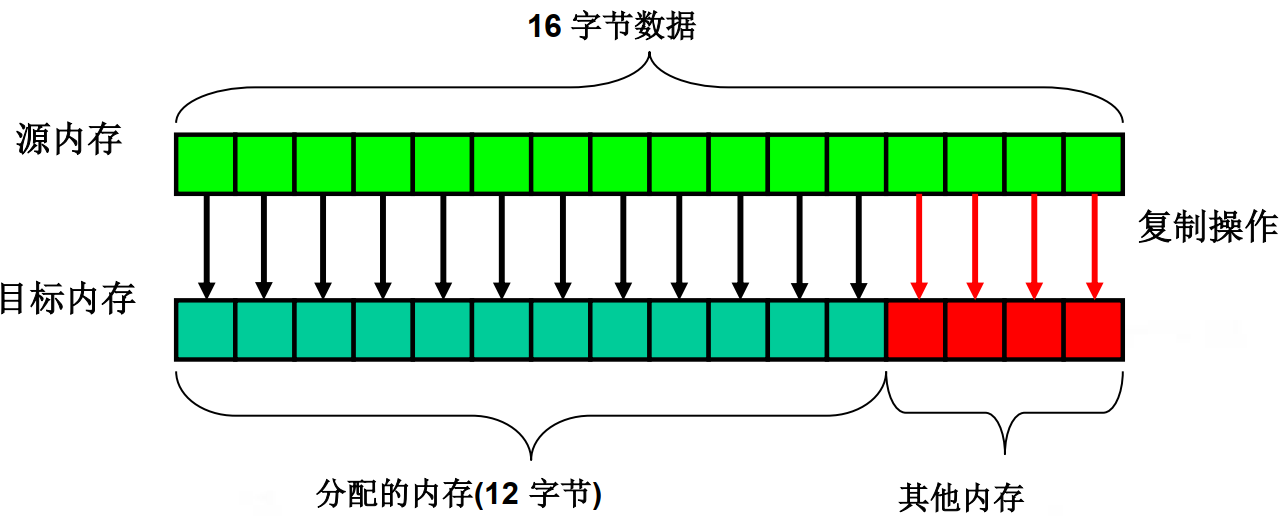 16 字节数据
源内存
复制操作
目标内存
分配的内存(12 字节)
其他内存